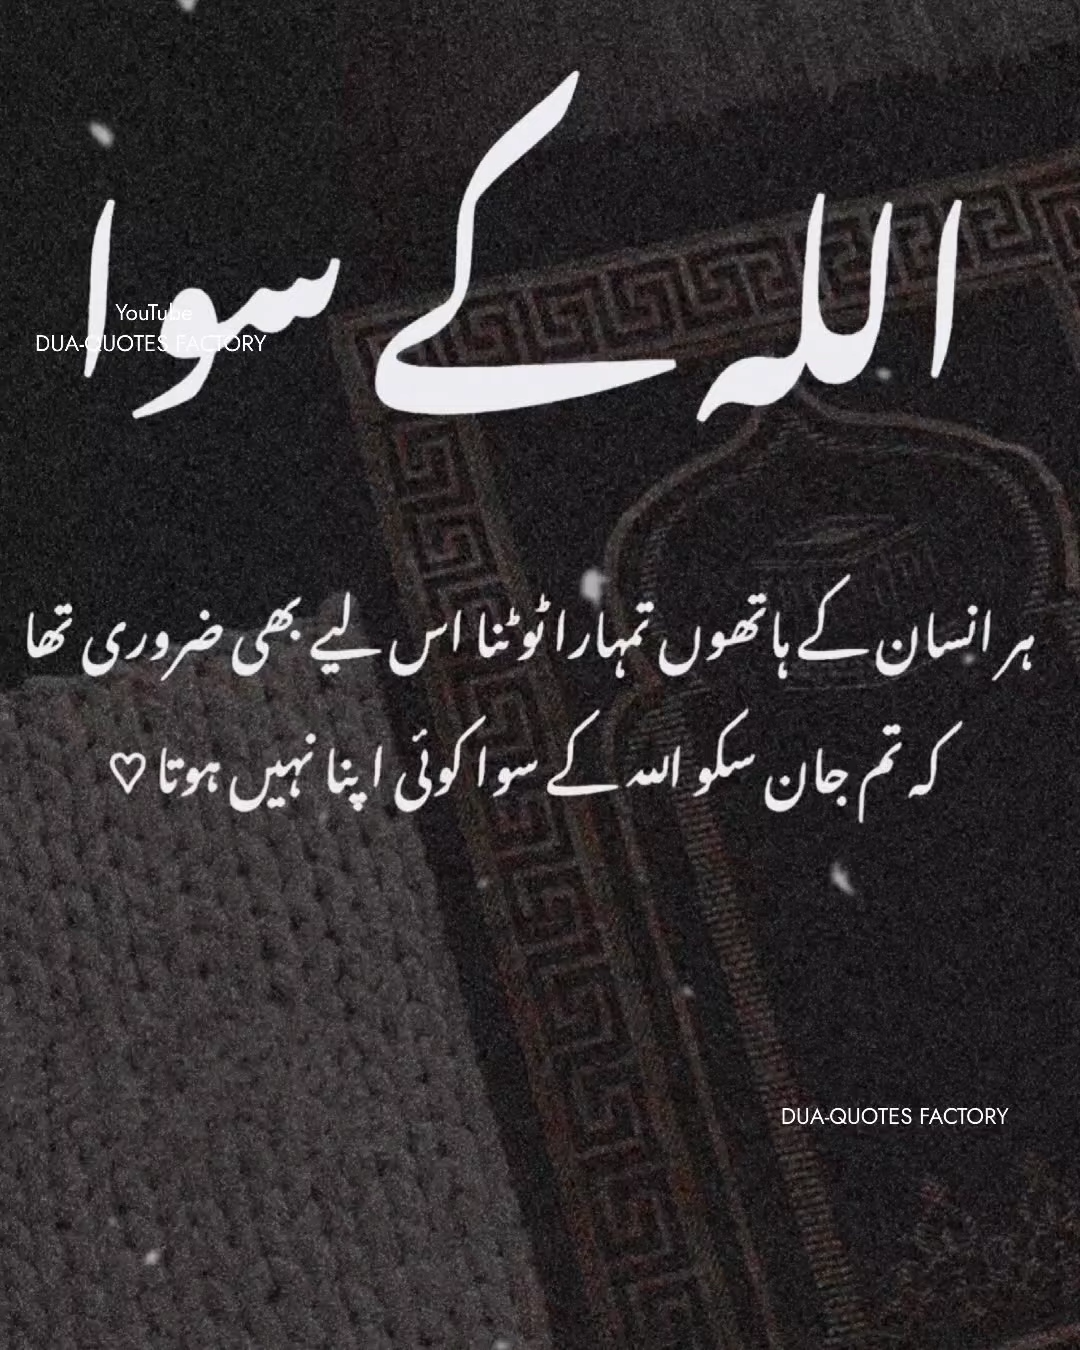 اللہ کے سوا
YouTube
DUA-QUOTES FACTORY
ہر انسان کے ہاتھوں تمہارا ٹوٹنا اس لیے بھی ضروری تھا
کہ تم جان سکو اللہ کے سوا کوئی اپنا نہیں ہوتا ♡
DUA-QUOTES FACTORY